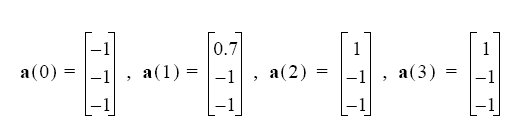 a(0) = [−1 −1 −1], a(1) = [0.7 −1 −1], a(2) = [1 −1 −1], a(3) = [1 −1 −1]